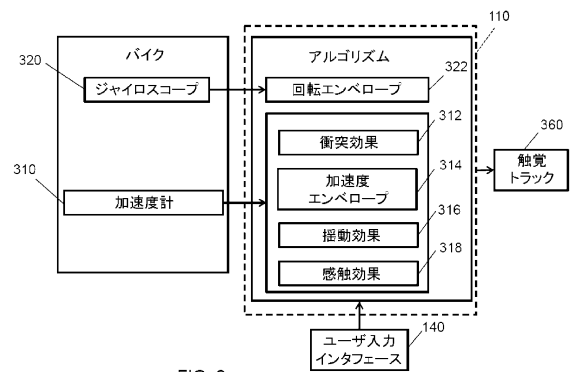 バイク
320
ジャイロスコープ
310
加速度計
アルゴリズム
110
回転エンベロープ
322
衝突効果
312
加速度
エンベロープ
314
揺動効果
316
感触効果
318
360
触覚
トラック
ユーザ入力
インタフェース
140